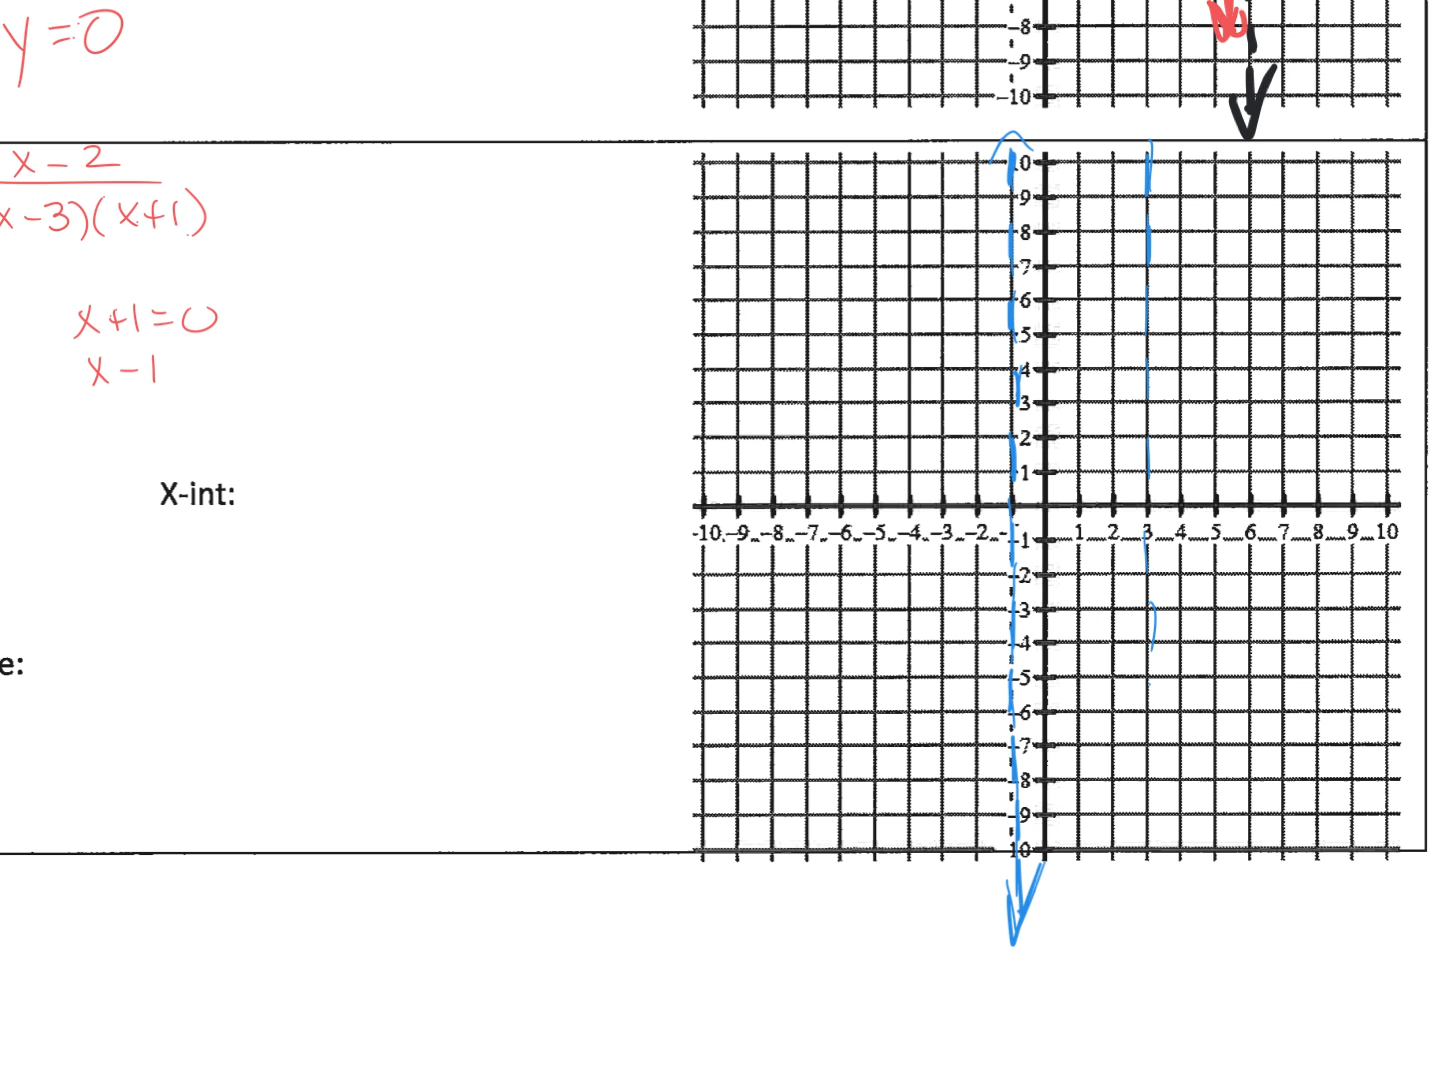 y=0
-8
-9
-10
x-2
x-3)(x+1)
x+1=0
x-1
X-int:
e:
10
9
8
7
6
5
4
3
2
1
-10 -9 -8 -7 -6 -5 -4 -3 -2 - 1 2 3 4 5 6 7 8 9 10
-1
-2
-3
-4
-5
-6
-7
-8
-9
10